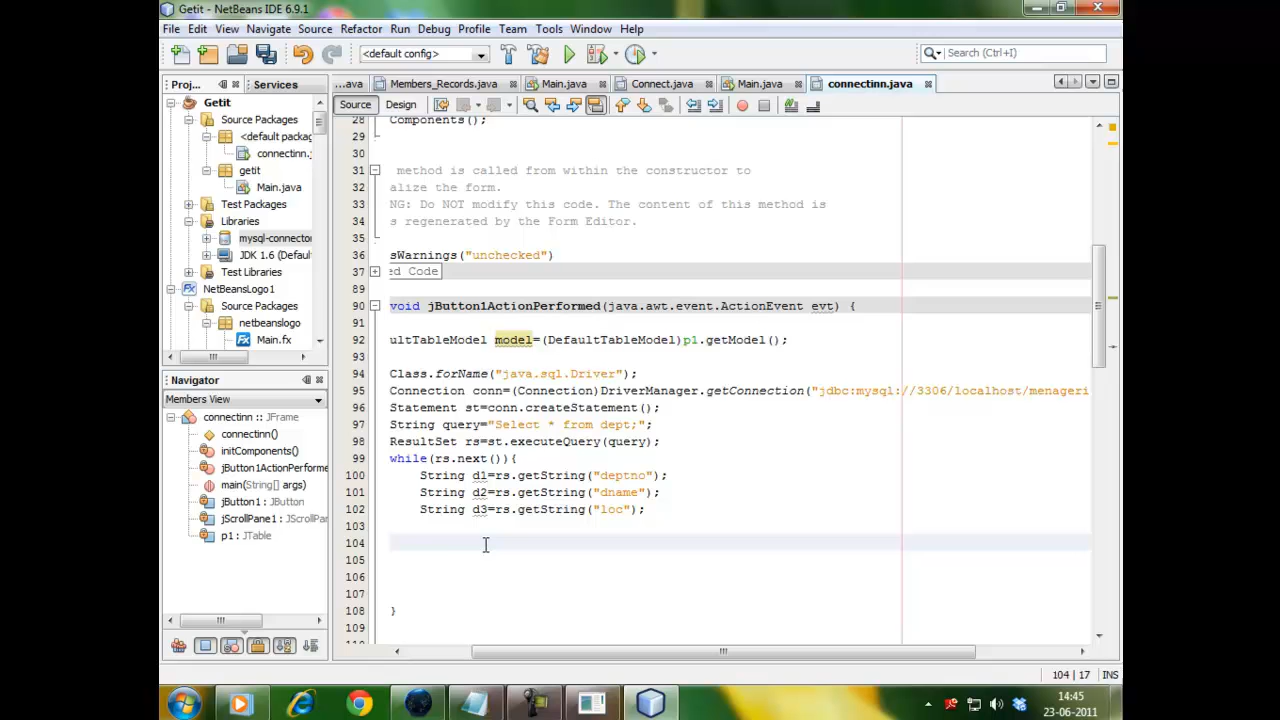 Getit - NetBeans IDE 6.9.1
File Edit View Navigate Source Refactor Run Debug Profile Team Tools Window Help
<default config> Search (Ctrl+I)
Proj... Services ...ava Members_Records.java Main.java Connect.java Main.java connectinn.java
Source Design
Getit
Source Packages
<default packag
connectinn.j
getit
Main.java
Test Packages
Libraries
mysql-connecto
JDK 1.6 (Defau
Test Libraries
NetBeansLogo1
Source Packages
netbeanslogo
Main.fx
Navigator
Members View
connectinn :: JFrame
connectinn()
initComponents()
jButton1ActionPerforme
main(String[] args)
jButton1 : JButton
jScrollPane1 : JScrollPan
p1 : JTable
28 Components();
29
30
31 method is called from within the constructor to
32 alize the form.
33 NG: Do NOT modify this code. The content of this method is
34 s regenerated by the Form Editor.
35
36 sWarnings("unchecked")
37 ed Code
89
90 void jButton1ActionPerformed(java.awt.event.ActionEvent evt) {
91
92 ultTableModel model=(DefaultTableModel)p1.getModel();
93
94 Class.forName("java.sql.Driver");
95 Connection conn=(Connection)DriverManager.getConnection("jdbc:mysql://3306/localhost/menageri
96 Statement st=conn.createStatement();
97 String query="Select * from dept;";
98 ResultSet rs=st.executeQuery(query);
99 while(rs.next()){
100 String d1=rs.getString("deptno");
101 String d2=rs.getString("dname");
102 String d3=rs.getString("loc");
103
104
105
106
107
108 }
109
104 | 17 INS
14:45
23-06-2011